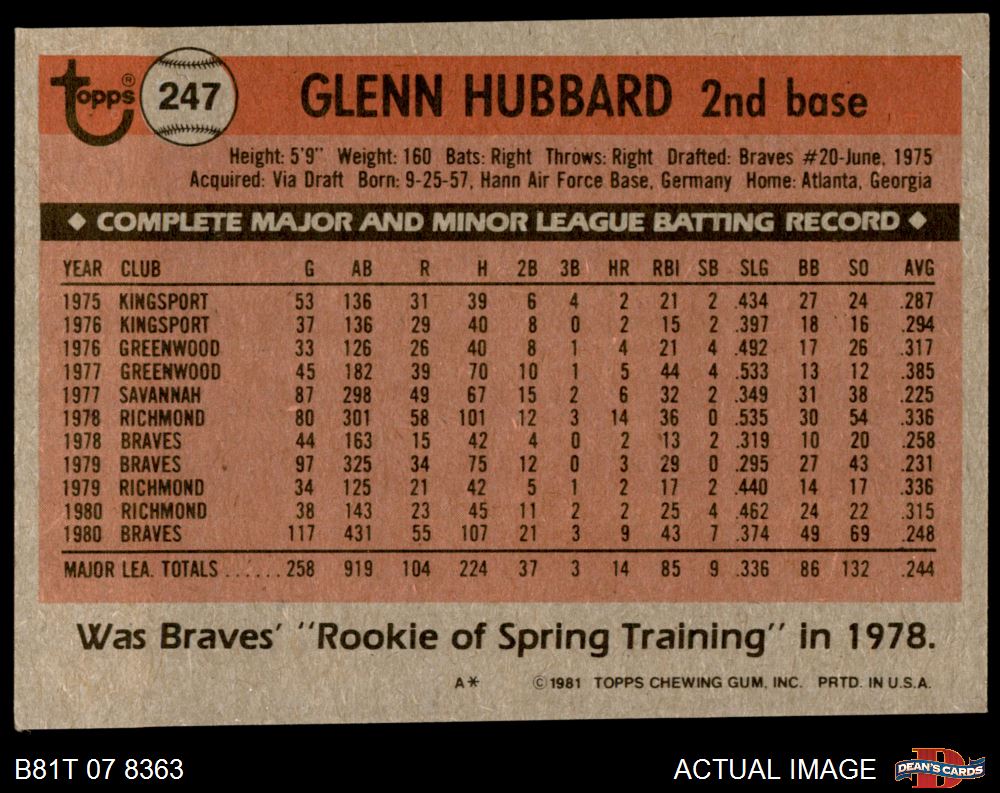 Topps® 247 GLENN HUBBARD 2nd base
Height: 5'9" Weight: 160 Bats: Right Throws: Right Drafted: Braves #20-June, 1975
Acquired: Via Draft Born: 9-25-57, Hann Air Force Base, Germany Home: Atlanta, Georgia
◆ COMPLETE MAJOR AND MINOR LEAGUE BATTING RECORD ◆
YEAR CLUB G AB R H 2B 3B HR RBI SB SLG BB SO AVG
1975 KINGSPORT 53 136 31 39 6 4 2 21 2 .434 27 24 .287
1976 KINGSPORT 37 136 29 40 8 0 2 15 2 .397 18 16 .294
1976 GREENWOOD 33 126 26 40 8 1 4 21 4 .492 17 26 .317
1977 GREENWOOD 45 182 39 70 10 1 5 44 4 .533 13 12 .385
1977 SAVANNAH 87 298 49 67 15 2 6 32 2 .349 31 38 .225
1978 RICHMOND 80 301 58 101 12 3 14 36 0 .535 30 54 .336
1978 BRAVES 44 163 15 42 4 0 2 13 2 .319 10 20 .258
1979 BRAVES 97 325 34 75 12 0 3 29 0 .295 27 43 .231
1979 RICHMOND 34 125 21 42 5 1 2 17 2 .440 14 17 .336
1980 RICHMOND 38 143 23 45 11 2 2 25 4 .462 24 22 .315
1980 BRAVES 117 431 55 107 21 3 9 43 7 .374 49 69 .248
MAJOR LEA. TOTALS ...... 258 919 104 224 37 3 14 85 9 .336 86 132 .244
Was Braves' "Rookie of Spring Training" in 1978.
A* © 1981 TOPPS CHEWING GUM, INC. PRTD. IN U.S.A.
B81T 07 8363 ACTUAL IMAGE DEAN'S CARDS